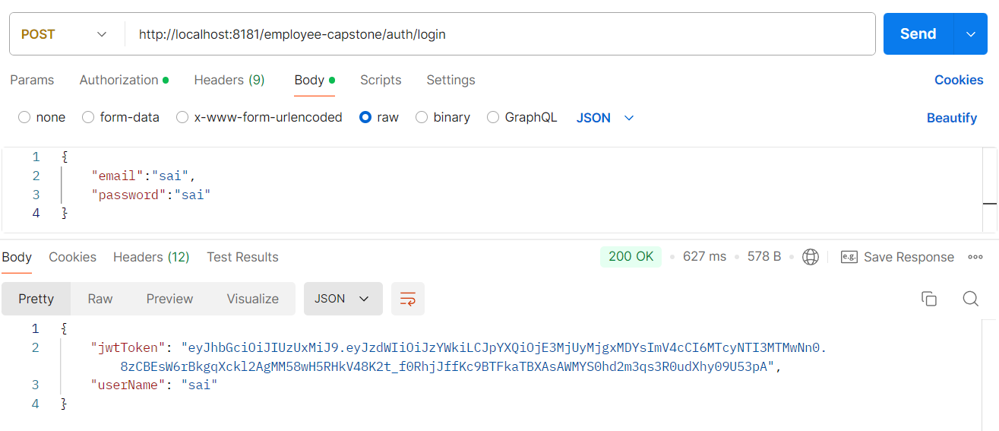 POST http://localhost:8181/employee-capstone/auth/login Send
Params Authorization Headers (9) Body Scripts Settings Cookies
none form-data x-www-form-urlencoded raw binary GraphQL JSON Beautify
1 {
2 "email":"sai",
3 "password":"sai"
4 }
Body Cookies Headers (12) Test Results 200 OK 627 ms 578 B e.g. Save Response
Pretty Raw Preview Visualize JSON
1 {
2 "jwtToken": "eyJhbGciOiJIUzUxMiJ9.eyJzdWIiOiJzYWkiLCJpYXQiOjE3MjUyMjgxMDYsImV4cCI6MTcyNTI3MTMwNn0.
8zCBEsW6rBkgqXckl2AgMM58wH5RHkV48K2t_f0RhjJffKc9BTFkaTBXAsAWMYS0hd2m3qs3R0udXhy09U53pA",
3 "userName": "sai"
4 }